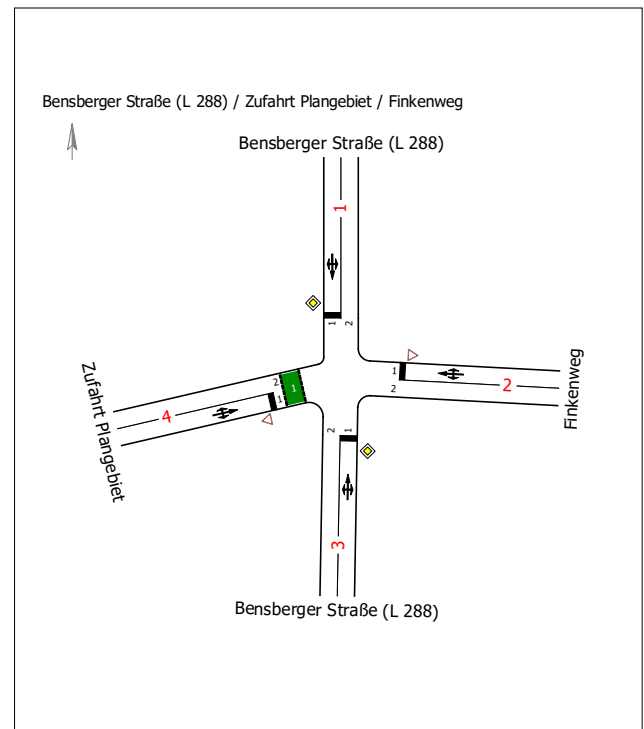 Bensberger Straße (L 288) / Zufahrt Plangebiet / Finkenweg
Bensberger Straße (L 288)
1
1 2
2
1
1
4
Zufahrt Plangebiet
1
2
2
Finkenweg
2 1
3
Bensberger Straße (L 288)